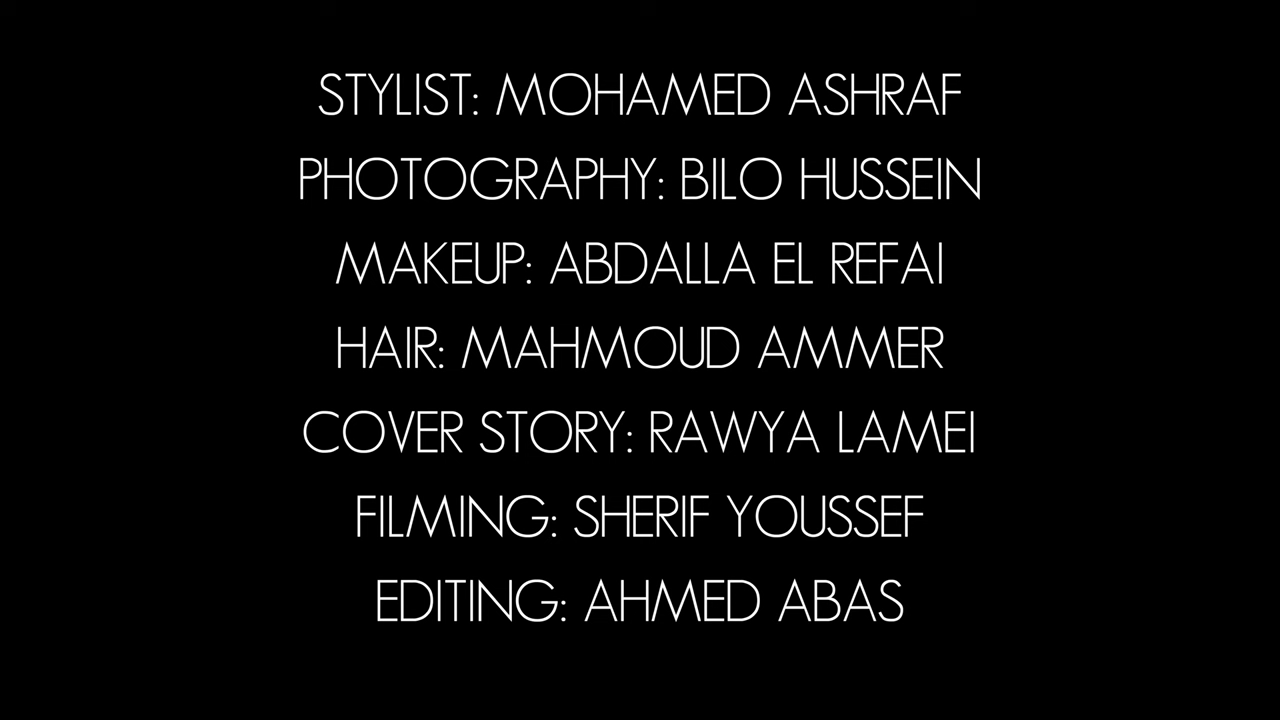 STYLIST: MOHAMED ASHRAF
PHOTOGRAPHY: BILO HUSSEIN
MAKEUP: ABDALLA EL REFAI
HAIR: MAHMOUD AMMER
COVER STORY: RAWYA LAMEI
FILMING: SHERIF YOUSSEF
EDITING: AHMED ABAS